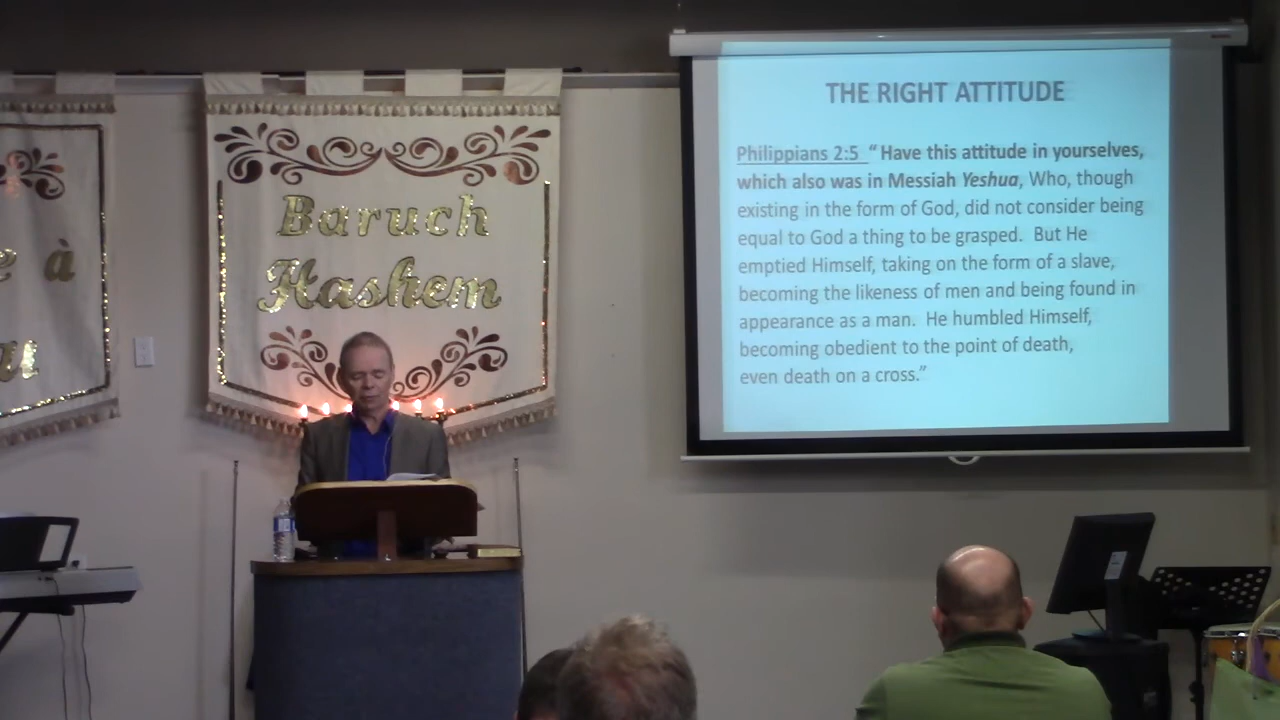 THE RIGHT ATTITUDE
Philippians 2:5 “ Have this attitude in yourselves,
which also was in Messiah Yeshua, Who, though
existing in the form of God, did not consider being
equal to God a thing to be grasped. But He
emptied Himself, taking on the form of a slave,
becoming the likeness of men and being found in
appearance as a man. He humbled Himself,
becoming obedient to the point of death,
even death on a cross.”
Baruch
Hashem
à